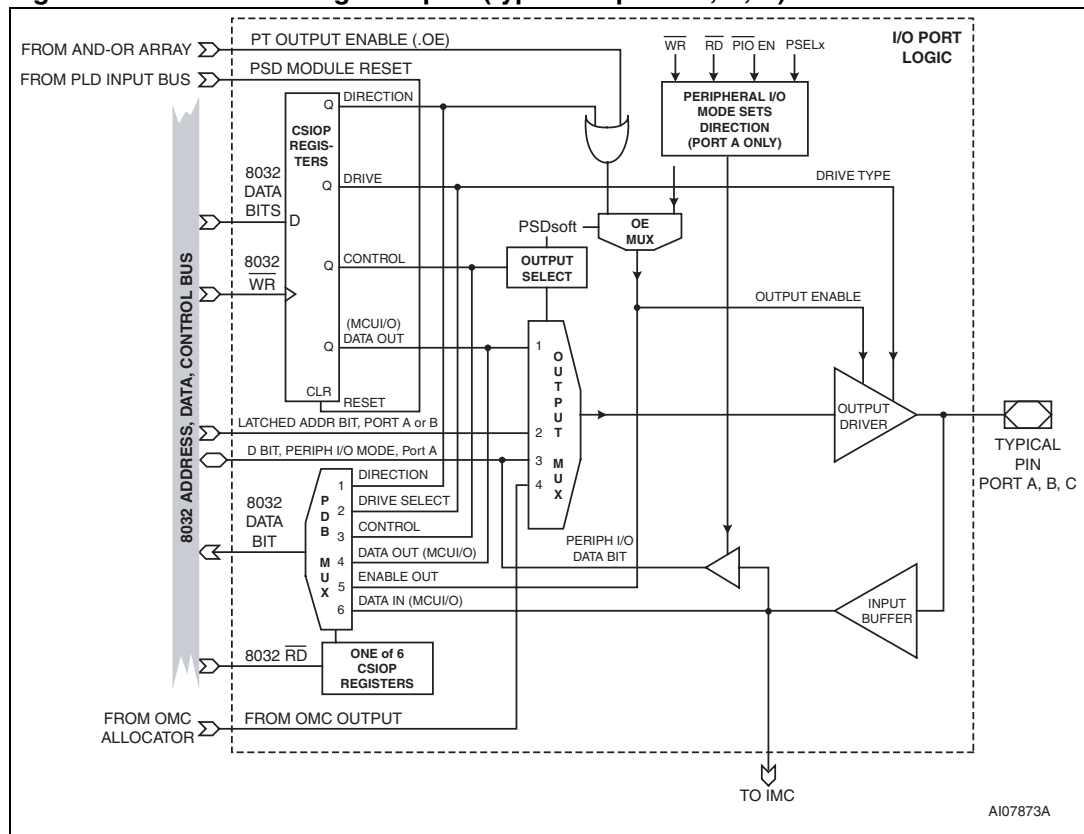 FROM AND-OR ARRAY
PT OUTPUT ENABLE (.OE)
FROM PLD INPUT BUS
PSD MODULE RESET
WR
RD
PIO EN
PSELx
I/O PORT
LOGIC
PERIPHERAL I/O
MODE SETS
DIRECTION
(PORT A ONLY)
8032 ADDRESS, DATA, CONTROL BUS
CSIOP
REGIS-
TERS
Q
DIRECTION
8032
DATA
BITS
D
Q
DRIVE
DRIVE TYPE
PSDsoft
OE
MUX
8032
WR
Q
CONTROL
OUTPUT
SELECT
OUTPUT ENABLE
(MCUI/O)
DATA OUT
Q
CLR
RESET
1
2
3
4
OUTPUT MUX
OUTPUT
DRIVER
TYPICAL
PIN
PORT A, B, C
LATCHED ADDR BIT, PORT A or B
D BIT, PERIPH I/O MODE, Port A
8032
DATA
BIT
PDB MUX
1
DIRECTION
2
DRIVE SELECT
3
CONTROL
4
DATA OUT (MCUI/O)
5
ENABLE OUT
6
DATA IN (MCUI/O)
PERIPH I/O
DATA BIT
INPUT
BUFFER
8032 RD
ONE of 6
CSIOP
REGISTERS
FROM OMC
ALLOCATOR
FROM OMC OUTPUT
TO IMC
AI07873A